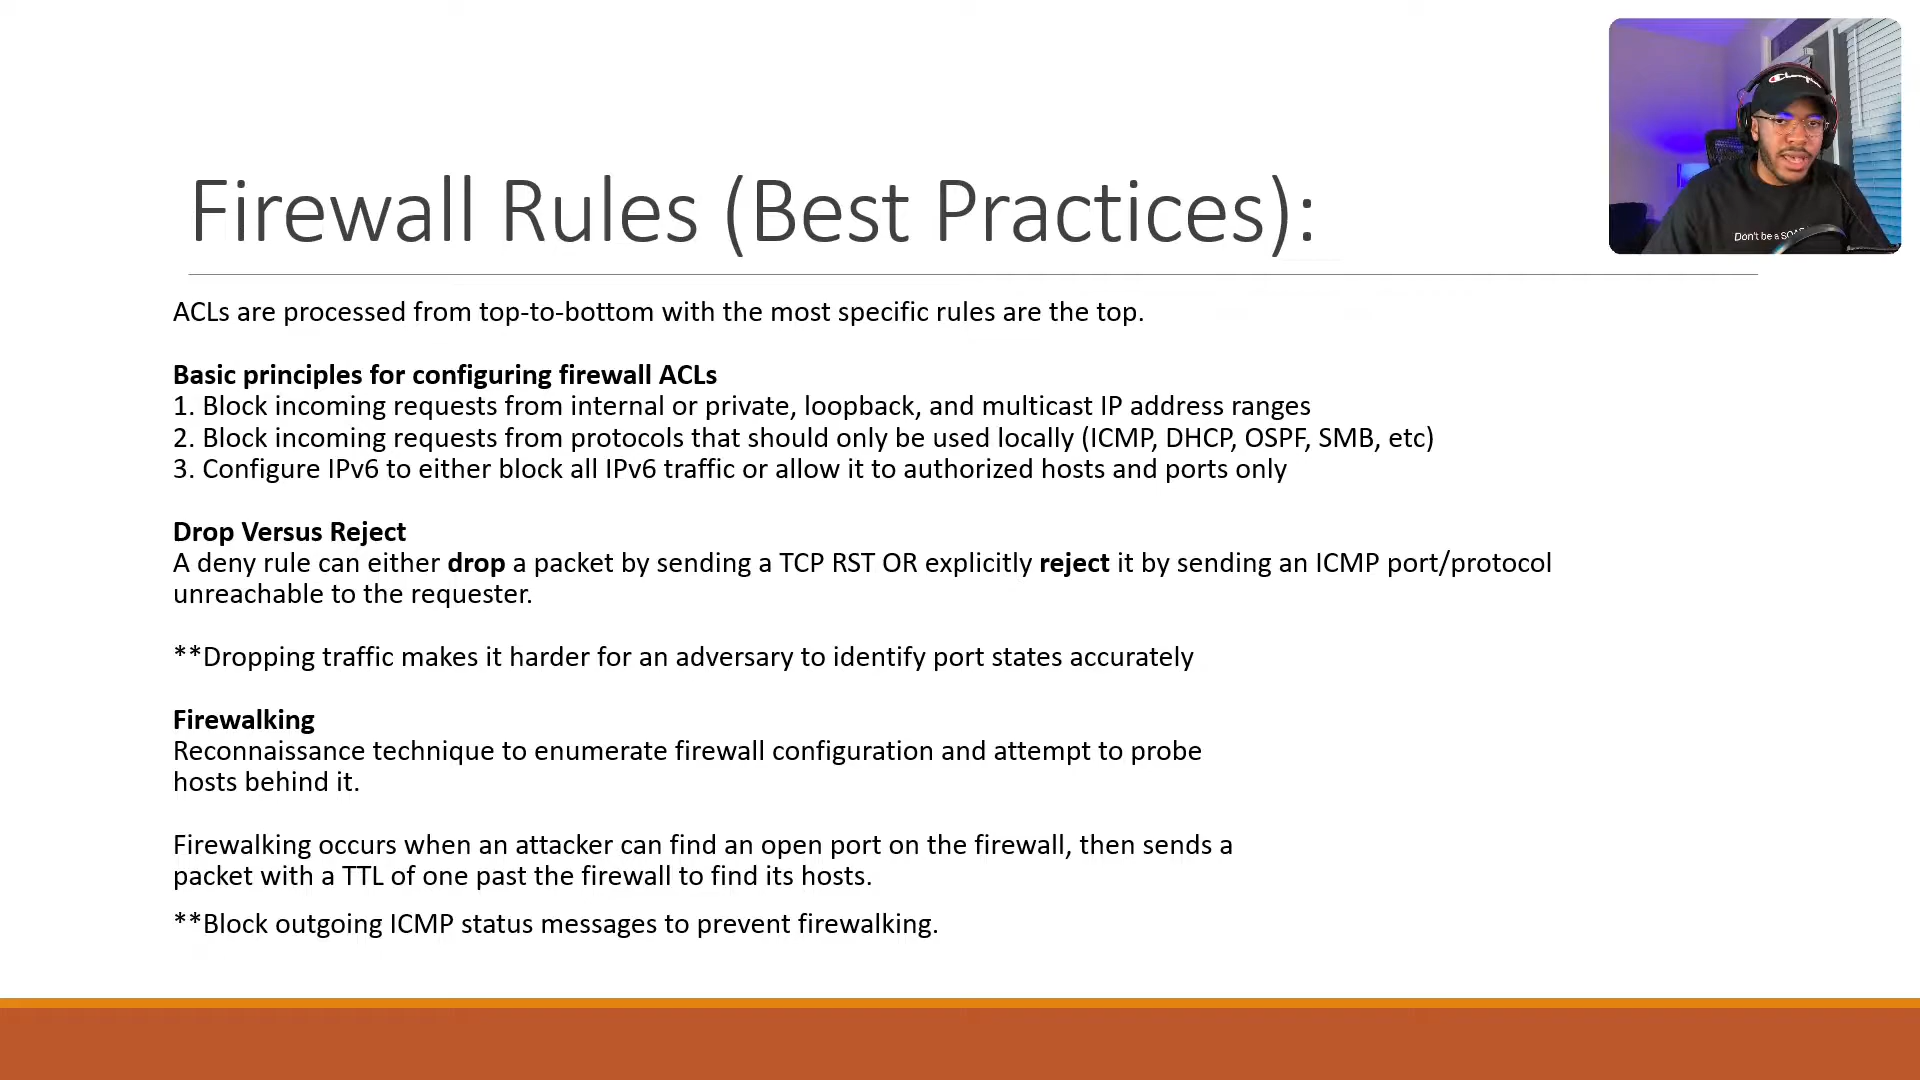 Champion
Don't be a SOAR
Firewall Rules (Best Practices):
ACLs are processed from top-to-bottom with the most specific rules are the top.
Basic principles for configuring firewall ACLs
1. Block incoming requests from internal or private, loopback, and multicast IP address ranges
2. Block incoming requests from protocols that should only be used locally (ICMP, DHCP, OSPF, SMB, etc)
3. Configure IPv6 to either block all IPv6 traffic or allow it to authorized hosts and ports only
Drop Versus Reject
A deny rule can either drop a packet by sending a TCP RST OR explicitly reject it by sending an ICMP port/protocol
unreachable to the requester.
**Dropping traffic makes it harder for an adversary to identify port states accurately
Firewalking
Reconnaissance technique to enumerate firewall configuration and attempt to probe
hosts behind it.
Firewalking occurs when an attacker can find an open port on the firewall, then sends a
packet with a TTL of one past the firewall to find its hosts.
**Block outgoing ICMP status messages to prevent firewalking.